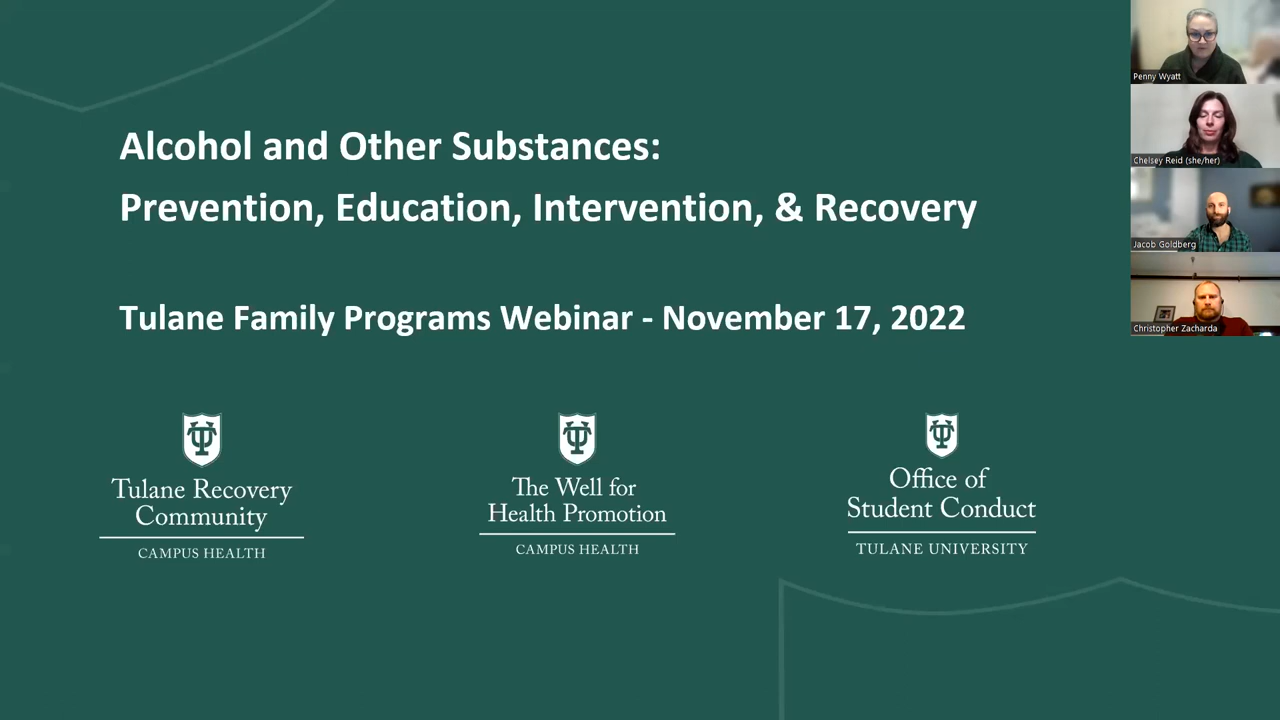 Alcohol and Other Substances:
Prevention, Education, Intervention, & Recovery
Tulane Family Programs Webinar - November 17, 2022
Tulane Recovery
Community
CAMPUS HEALTH
The Well for
Health Promotion
CAMPUS HEALTH
Office of
Student Conduct
TULANE UNIVERSITY
Penny Wyatt
Chelsey Reid (she/her)
Jacob Goldberg
Christopher Zacharda